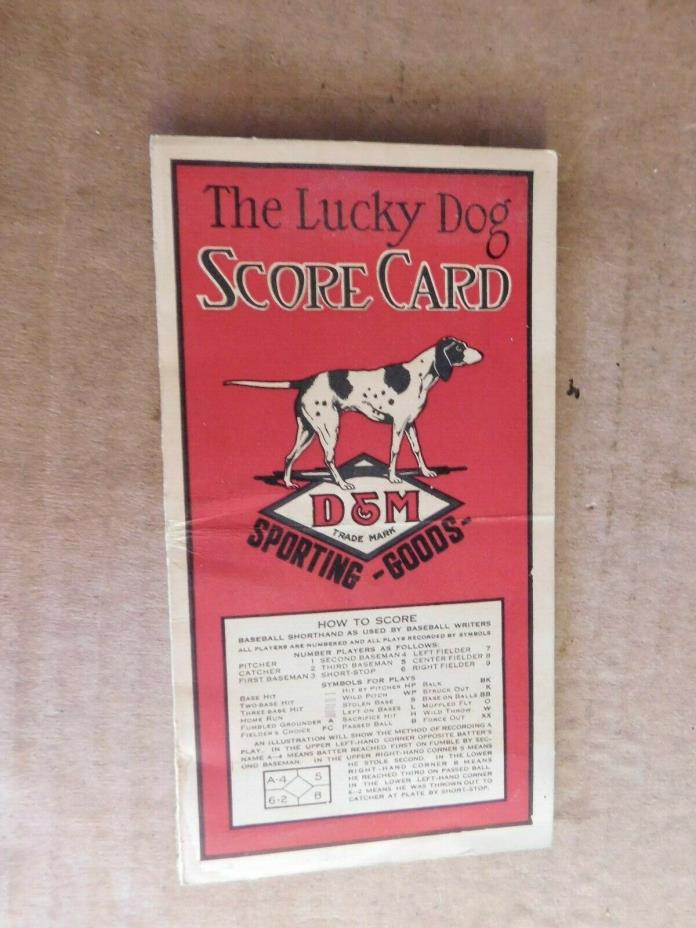 The Lucky Dog
SCORE CARD
D&M
TRADE MARK
SPORTING -GOODS-
HOW TO SCORE
BASEBALL SHORTHAND AS USED BY BASEBALL WRITERS
ALL PLAYERS ARE NUMBERED AND ALL PLAYS RECORDED BY SYMBOLS
NUMBER PLAYERS AS FOLLOWS:
PITCHER 1 SECOND BASEMAN 4 LEFT FIELDER 7
CATCHER 2 THIRD BASEMAN 5 CENTER FIELDER 8
FIRST BASEMAN 3 SHORT-STOP 6 RIGHT FIELDER 9
SYMBOLS FOR PLAYS
BASE HIT HIT BY PITCHER HP BALK BK
TWO-BASE HIT WILD PITCH WP STRUCK OUT K
THREE-BASE HIT STOLEN BASE S BASE ON BALLS BB
HOME RUN LEFT ON BASES L MUFFLED FLY O
FUMBLED GROUNDER A SACRIFICE HIT H WILD THROW W
FIELDER'S CHOICE FC PASSED BALL B FORCE OUT XX
AN ILLUSTRATION WILL SHOW THE METHOD OF RECORDING A
PLAY. IN THE UPPER LEFT-HAND CORNER OPPOSITE BATTER'S
NAME A-4 MEANS BATTER REACHED FIRST ON FUMBLE BY SEC-
OND BASEMAN. IN THE UPPER RIGHT-HAND CORNER S MEANS
HE STOLE SECOND. IN THE LOWER
RIGHT-HAND CORNER B MEANS
HE REACHED THIRD ON PASSED BALL.
IN THE LOWER LEFT-HAND CORNER
6-2 MEANS HE WAS THROWN OUT TO
CATCHER AT PLATE BY SHORT-STOP.
A-4 S
6-2 B